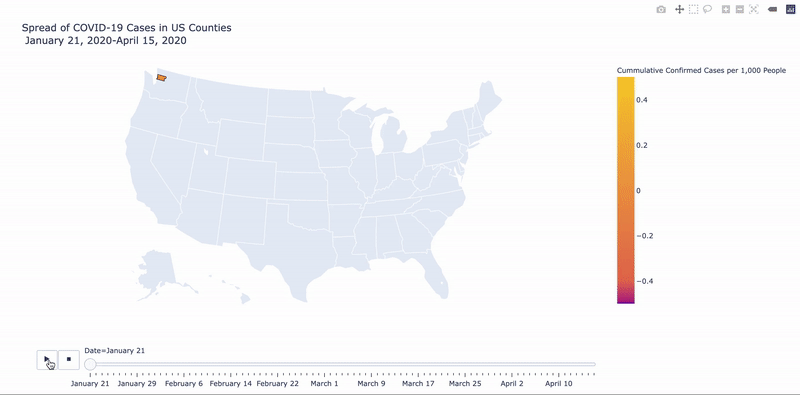 Spread of COVID-19 Cases in US Counties
January 21, 2020-April 15, 2020
Cummulative Confirmed Cases per 1,000 People
0.4
0.2
0
−0.2
−0.4
Date=January 21
January 21 January 29 February 6 February 14 February 22 March 1 March 9 March 17 March 25 April 2 April 10